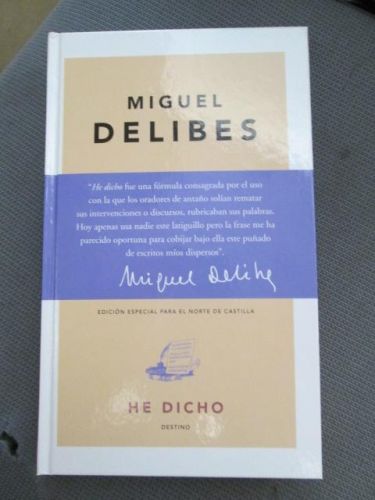 MIGUEL
DELIBES
"He dicho fue una fórmula consagrada por el uso
con la que los oradores de antaño solían rematar
sus intervenciones o discursos, rubricaban sus palabras.
Hoy apenas usa nadie este latiguillo pero la frase me ha
parecido oportuna para cobijar bajo ella este puñado
de escritos míos dispersos".
Miguel Delibes
EDICIÓN ESPECIAL PARA EL NORTE DE CASTILLA
HE DICHO
DESTINO